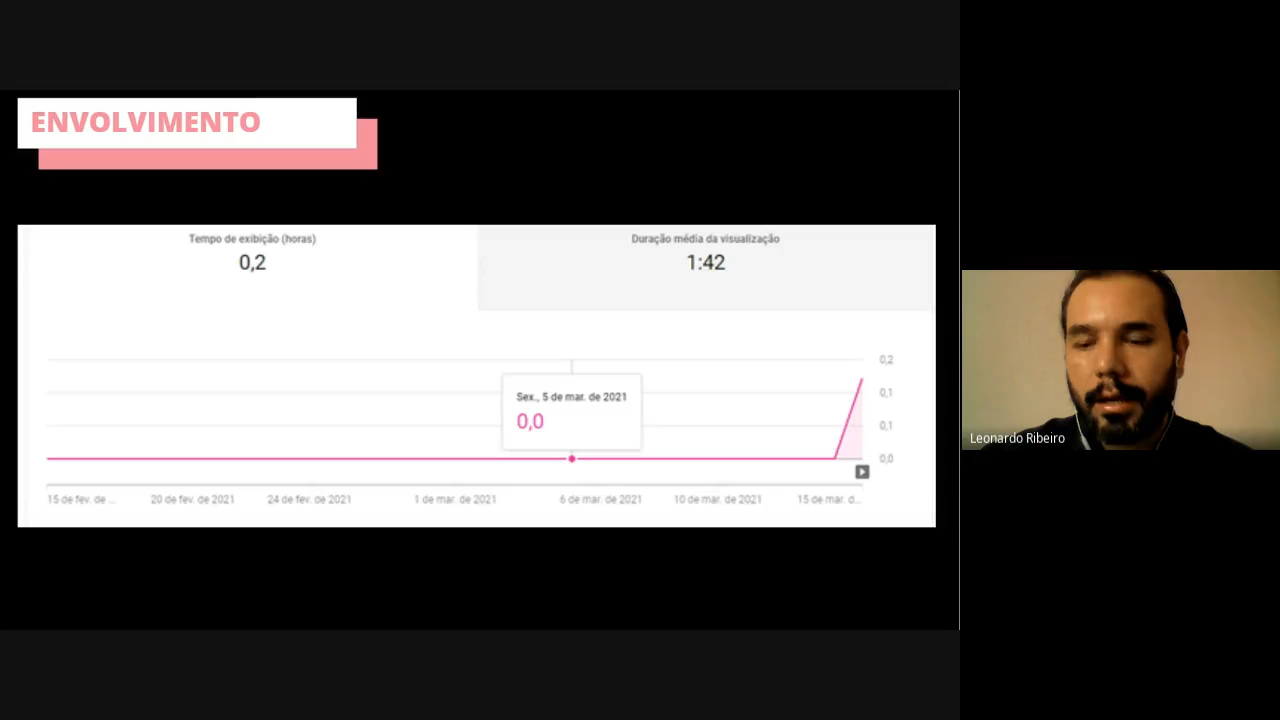 ENVOLVIMENTO
Tempo de exibição (horas)
0,2
Duração média da visualização
1:42
0,2
0,1
0,1
0,0
Sex., 5 de mar. de 2021
0,0
15 de fev. de ...
20 de fev. de 2021
24 de fev. de 2021
1 de mar. de 2021
6 de mar. de 2021
10 de mar. de 2021
15 de mar. d...
Leonardo Ribeiro